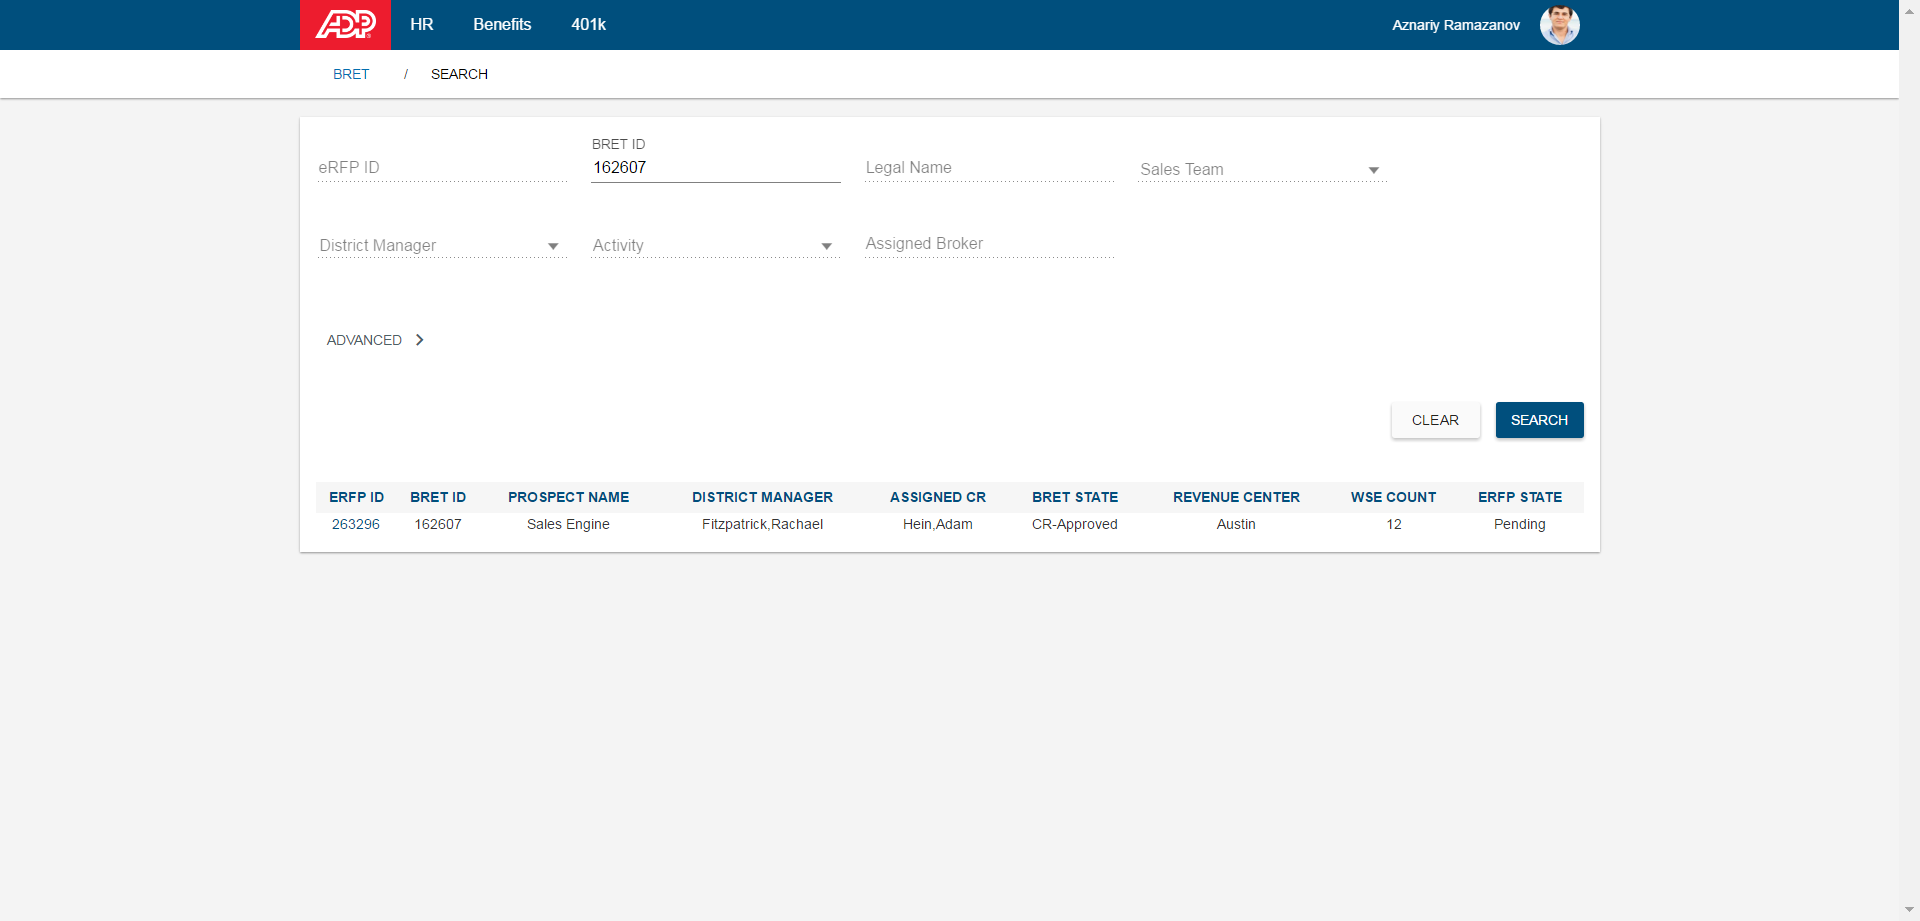 ADP HR Benefits 401k Aznariy Ramazanov
BRET / SEARCH
BRET ID
eRFP ID 162607 Legal Name Sales Team
District Manager Activity Assigned Broker
ADVANCED
CLEAR SEARCH
ERFP ID BRET ID PROSPECT NAME DISTRICT MANAGER ASSIGNED CR BRET STATE REVENUE CENTER WSE COUNT ERFP STATE
263296 162607 Sales Engine Fitzpatrick,Rachael Hein,Adam CR-Approved Austin 12 Pending